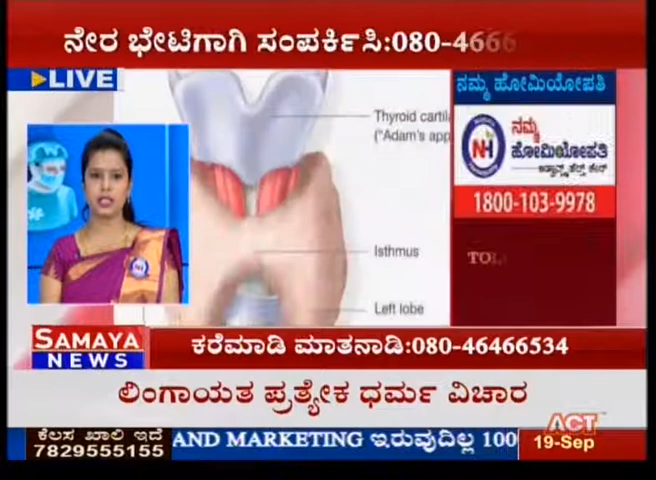 ನೇರ ಭೇಟಿಗಾಗಿ ಸಂಪರ್ಕಿಸಿ:080-4666
LIVE
ನಮ್ಮ ಹೋಮಿಯೋಪತಿ
Thyroid cartil
("Adam's app
NH
ನಮ್ಮ
ಹೋಮಿಯೋಪತಿ
1800-103-9978
Isthmus
TOL
Left lobe
SAMAYA
NEWS
ಕರೆಮಾಡಿ ಮಾತನಾಡಿ:080-46466534
ಲಿಂಗಾಯತ ಪ್ರತ್ಯೇಕ ಧರ್ಮ ವಿಚಾರ
ಕೆಲಸ ಖಾಲಿ ಇದೆ
7829555155
AND MARKETING ಇರುವುದಿಲ್ಲ 100
ACT
19-Sep